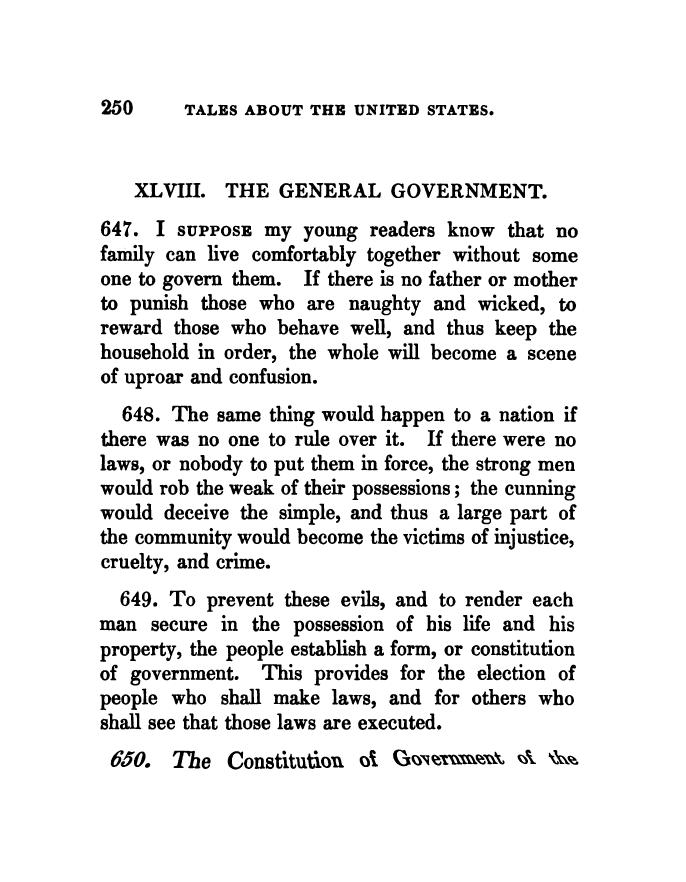 250 TALES ABOUT THE UNITED STATES.
XLVIII. THE GENERAL GOVERNMENT.
647. I SUPPOSE my young readers know that no
family can live comfortably together without some
one to govern them. If there is no father or mother
to punish those who are naughty and wicked, to
reward those who behave well, and thus keep the
household in order, the whole will become a scene
of uproar and confusion.
648. The same thing would happen to a nation if
there was no one to rule over it. If there were no
laws, or nobody to put them in force, the strong men
would rob the weak of their possessions; the cunning
would deceive the simple, and thus a large part of
the community would become the victims of injustice,
cruelty, and crime.
649. To prevent these evils, and to render each
man secure in the possession of his life and his
property, the people establish a form, or constitution
of government. This provides for the election of
people who shall make laws, and for others who
shall see that those laws are executed.
650. The Constitution of Government of the